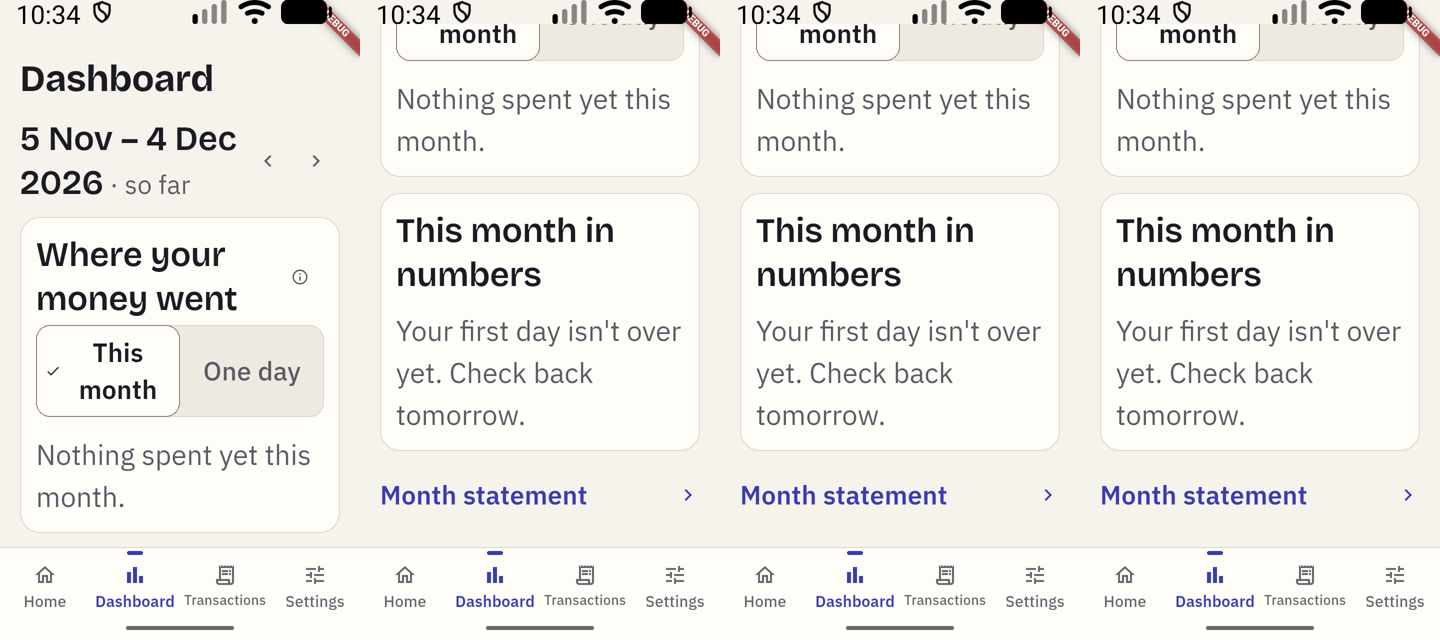 10:34
EBUG
Dashboard
5 Nov – 4 Dec
2026 · so far
Where your
money went
This
month
One day
Nothing spent yet this
month.
Home
Dashboard
Transactions
Settings
10:34
EBUG
month
Nothing spent yet this
month.
This month in
numbers
Your first day isn't over
yet. Check back
tomorrow.
Month statement
Home
Dashboard
Transactions
Settings
10:34
EBUG
month
Nothing spent yet this
month.
This month in
numbers
Your first day isn't over
yet. Check back
tomorrow.
Month statement
Home
Dashboard
Transactions
Settings
10:34
EBUG
month
Nothing spent yet this
month.
This month in
numbers
Your first day isn't over
yet. Check back
tomorrow.
Month statement
Home
Dashboard
Transactions
Settings